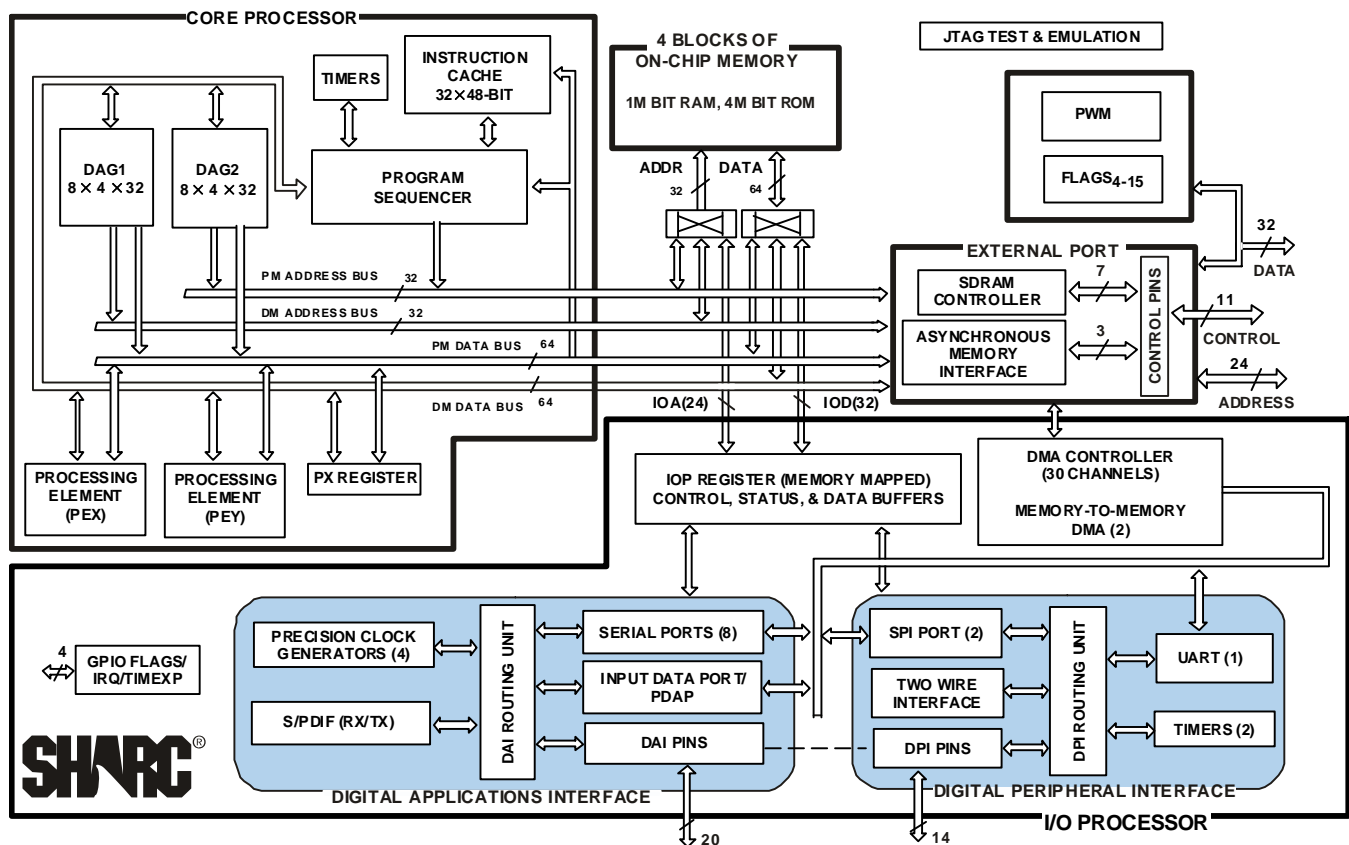 CORE PROCESSOR
TIMERS
INSTRUCTION
CACHE
32×48-BIT
DAG1
8 × 4 × 32
DAG2
8 × 4 × 32
PROGRAM
SEQUENCER
PM ADDRESS BUS
32
DM ADDRESS BUS
32
PM DATA BUS
64
DM DATA BUS
64
PROCESSING
ELEMENT
(PEX)
PROCESSING
ELEMENT
(PEY)
PX REGISTER
4 BLOCKS OF
ON-CHIP MEMORY
1M BIT RAM, 4M BIT ROM
ADDR
32
DATA
64
IOA(24)
IOD(32)
JTAG TEST & EMULATION
PWM
FLAGS4-15
EXTERNAL PORT
SDRAM
CONTROLLER
7
ASYNCHRONOUS
MEMORY
INTERFACE
3
CONTROL PINS
32
DATA
11
CONTROL
24
ADDRESS
IOP REGISTER (MEMORY MAPPED)
CONTROL, STATUS, & DATA BUFFERS
DMA CONTROLLER
(30 CHANNELS)
MEMORY-TO-MEMORY
DMA (2)
4
GPIO FLAGS/
IRQ/TIMEXP
PRECISION CLOCK
GENERATORS (4)
S/PDIF (RX/TX)
DAI ROUTING UNIT
SERIAL PORTS (8)
INPUT DATA PORT/
PDAP
DAI PINS
DIGITAL APPLICATIONS INTERFACE
20
SPI PORT (2)
TWO WIRE
INTERFACE
DPI PINS
DPI ROUTING UNIT
UART (1)
TIMERS (2)
DIGITAL PERIPHERAL INTERFACE
14
I/O PROCESSOR
SHARC®